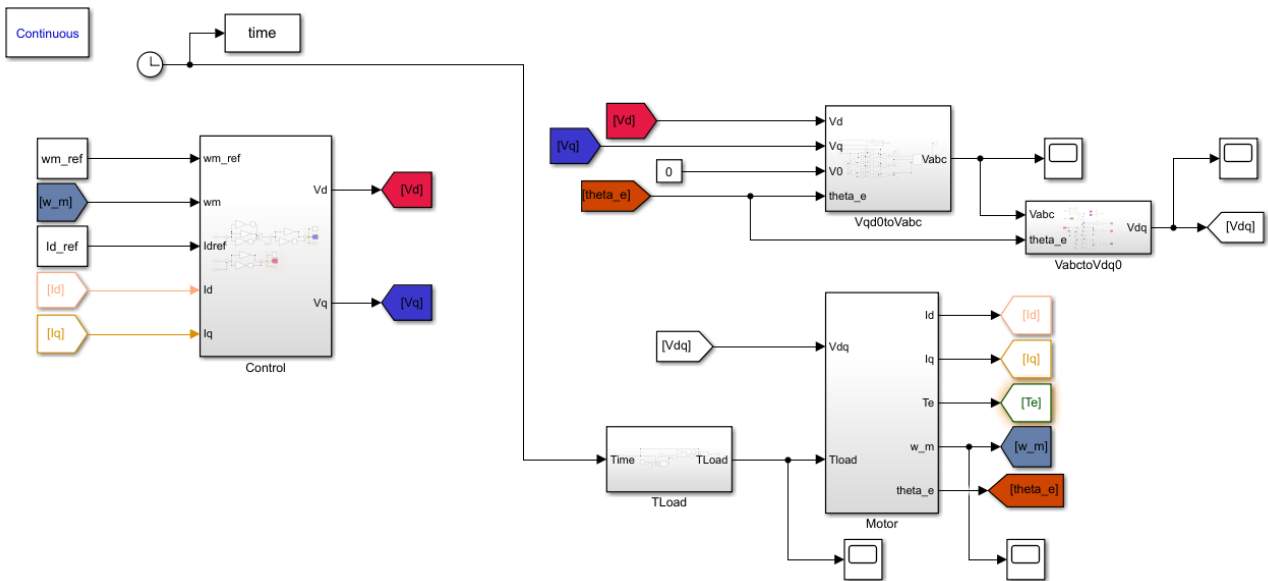 Continuous
time
wm_ref
[w_m]
Id_ref
[Id]
[Iq]
wm_ref
wm
Idref
Id
Iq
Vd
Vq
Control
[Vd]
[Vq]
[Vd]
[Vq]
0
[theta_e]
Vd
Vq
V0
theta_e
Vabc
Vqd0toVabc
Vabc
theta_e
Vdq
VabctoVdq0
[Vdq]
[Vdq]
Vdq
Tload
Id
Iq
Te
w_m
theta_e
Motor
[Id]
[Iq]
[Te]
[w_m]
[theta_e]
Time
TLoad
TLoad